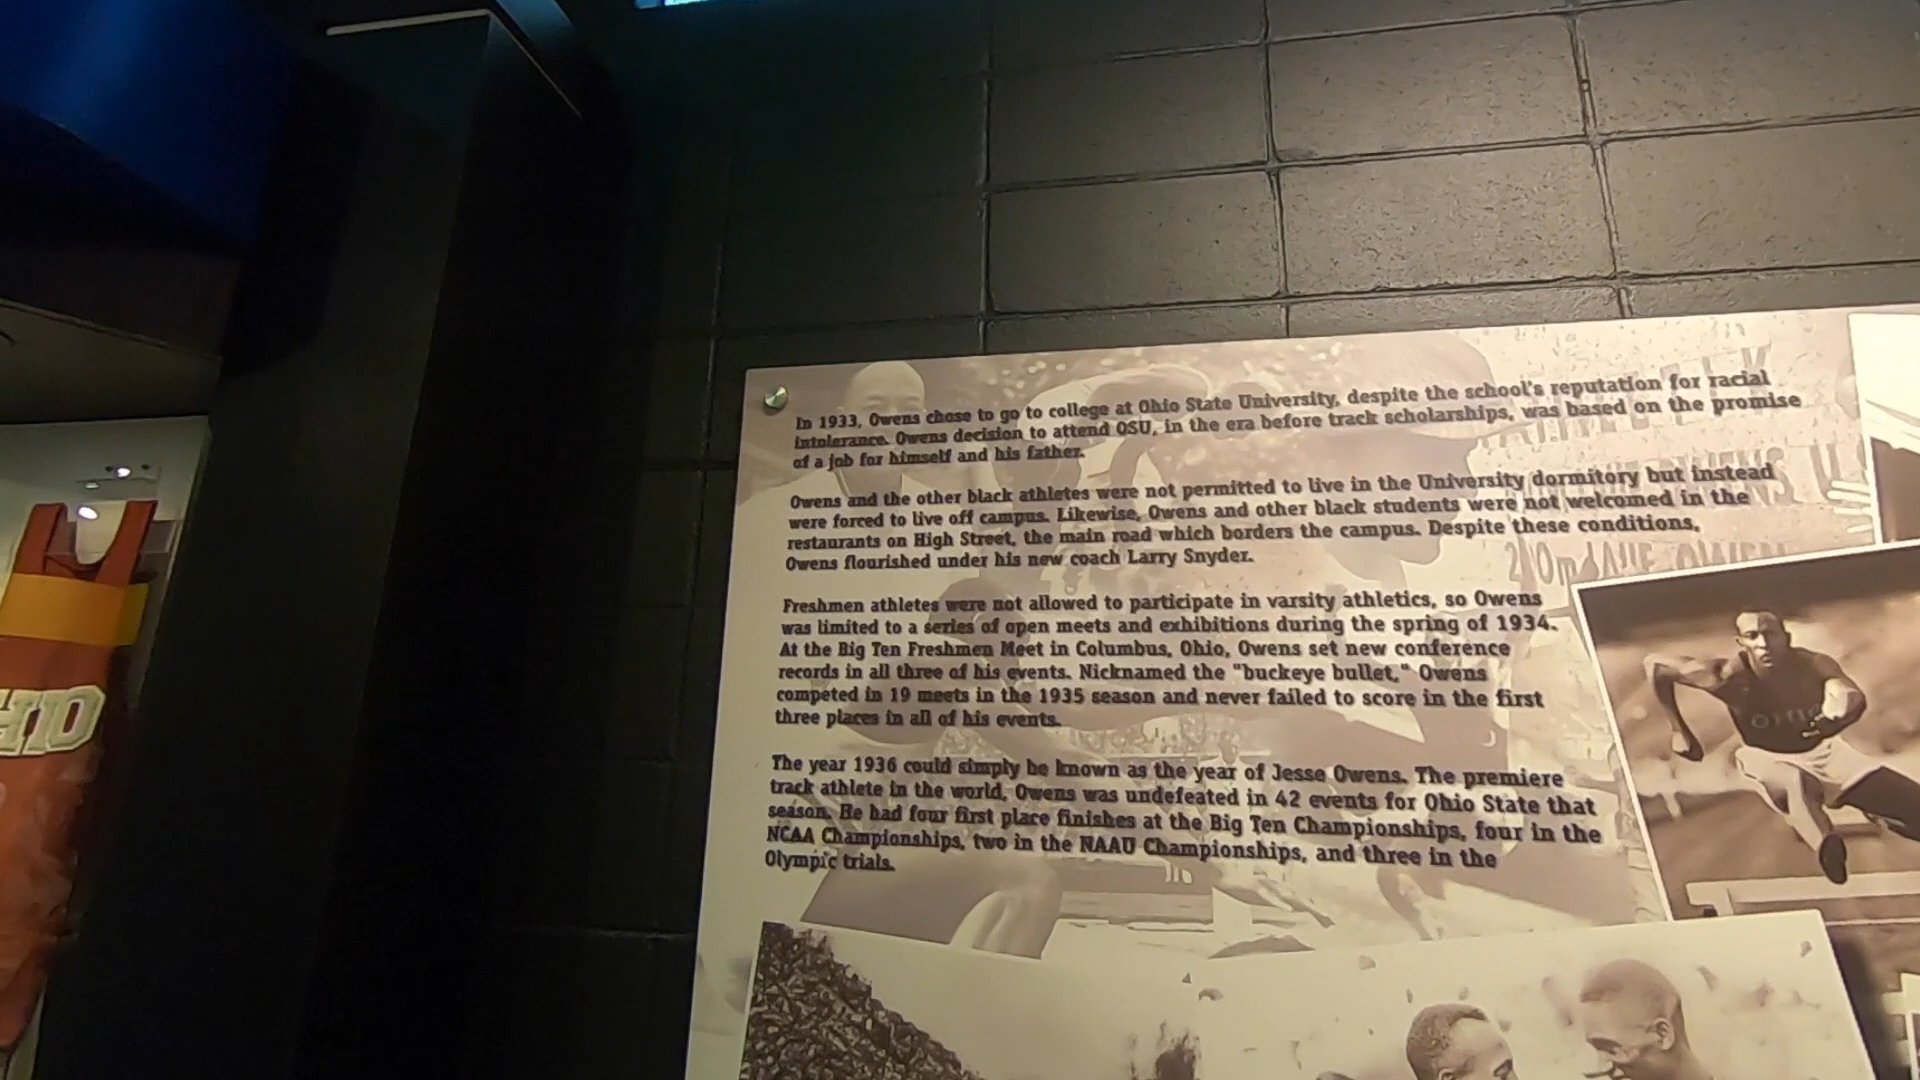 In 1933, Owens chose to go to college at Ohio State University, despite the school's reputation for racial
intolerance. Owens decision to attend OSU, in the era before track scholarships, was based on the promise
of a job for himself and his father.
Owens and the other black athletes were not permitted to live in the University dormitory but instead
were forced to live off campus. Likewise, Owens and other black students were not welcomed in the
restaurants on High Street, the main road which borders the campus. Despite these conditions,
Owens flourished under his new coach Larry Snyder.
Freshmen athletes were not allowed to participate in varsity athletics, so Owens
was limited to a series of open meets and exhibitions during the spring of 1934.
At the Big Ten Freshmen Meet in Columbus, Ohio, Owens set new conference
records in all three of his events. Nicknamed the "buckeye bullet," Owens
competed in 19 meets in the 1935 season and never failed to score in the first
three places in all of his events.
The year 1936 could simply be known as the year of Jesse Owens. The premiere
track athlete in the world, Owens was undefeated in 42 events for Ohio State that
season. He had four first place finishes at the Big Ten Championships, four in the
NCAA Championships, two in the NAAU Championships, and three in the
Olympic trials.
OHIO